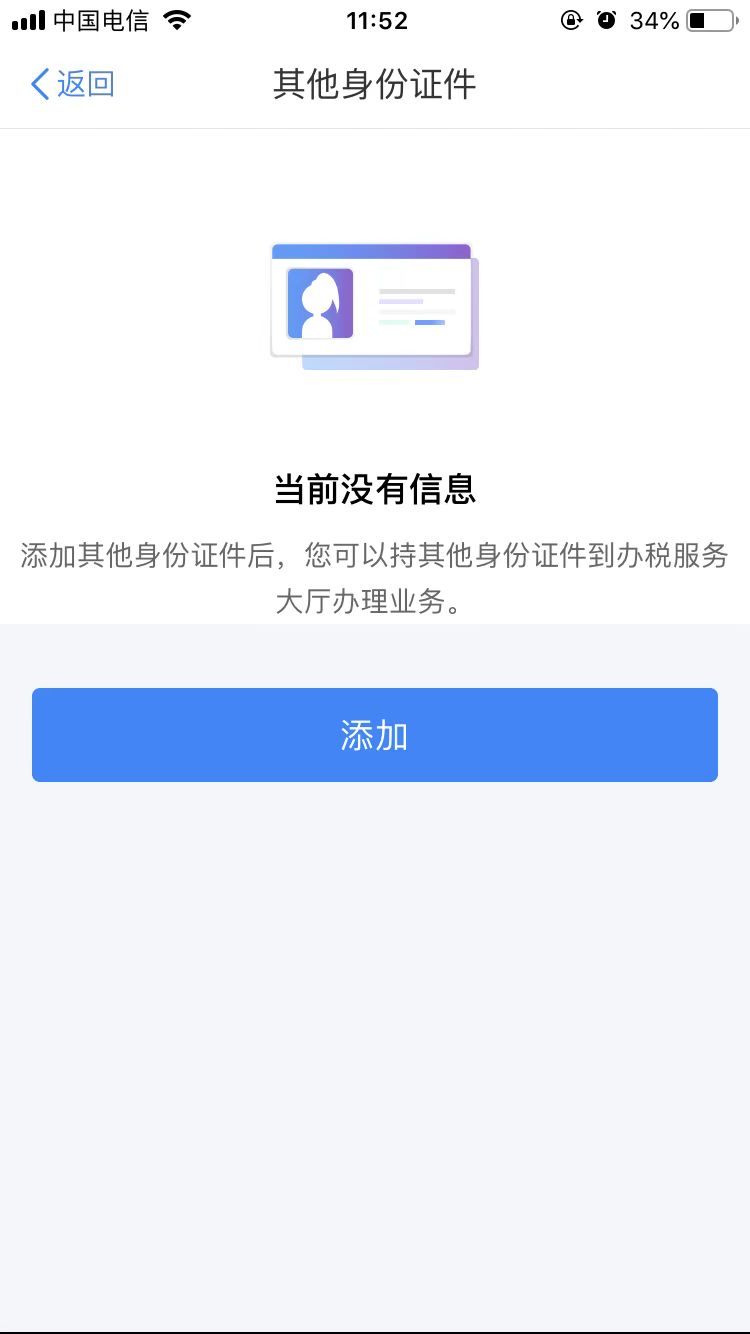 中国电信 11:52 34%
返回 其他身份证件
当前没有信息
添加其他身份证件后，您可以持其他身份证件到办税服务
大厅办理业务。
添加